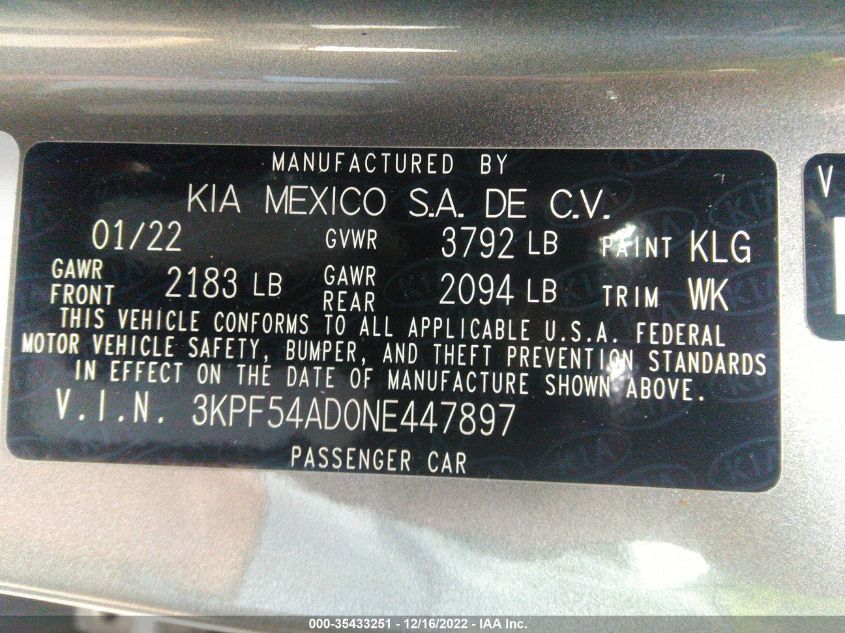 MANUFACTURED BY
KIA MEXICO S.A. DE C.V.
01/22 GVWR 3792 LB PAINT KLG
GAWR FRONT 2183 LB GAWR REAR 2094 LB TRIM WK
THIS VEHICLE CONFORMS TO ALL APPLICABLE U.S.A. FEDERAL
MOTOR VEHICLE SAFETY, BUMPER, AND THEFT PREVENTION STANDARDS
IN EFFECT ON THE DATE OF MANUFACTURE SHOWN ABOVE.
V.I.N. 3KPF54AD0NE447897
PASSENGER CAR
V
000-35433251 - 12/16/2022 - IAA Inc.